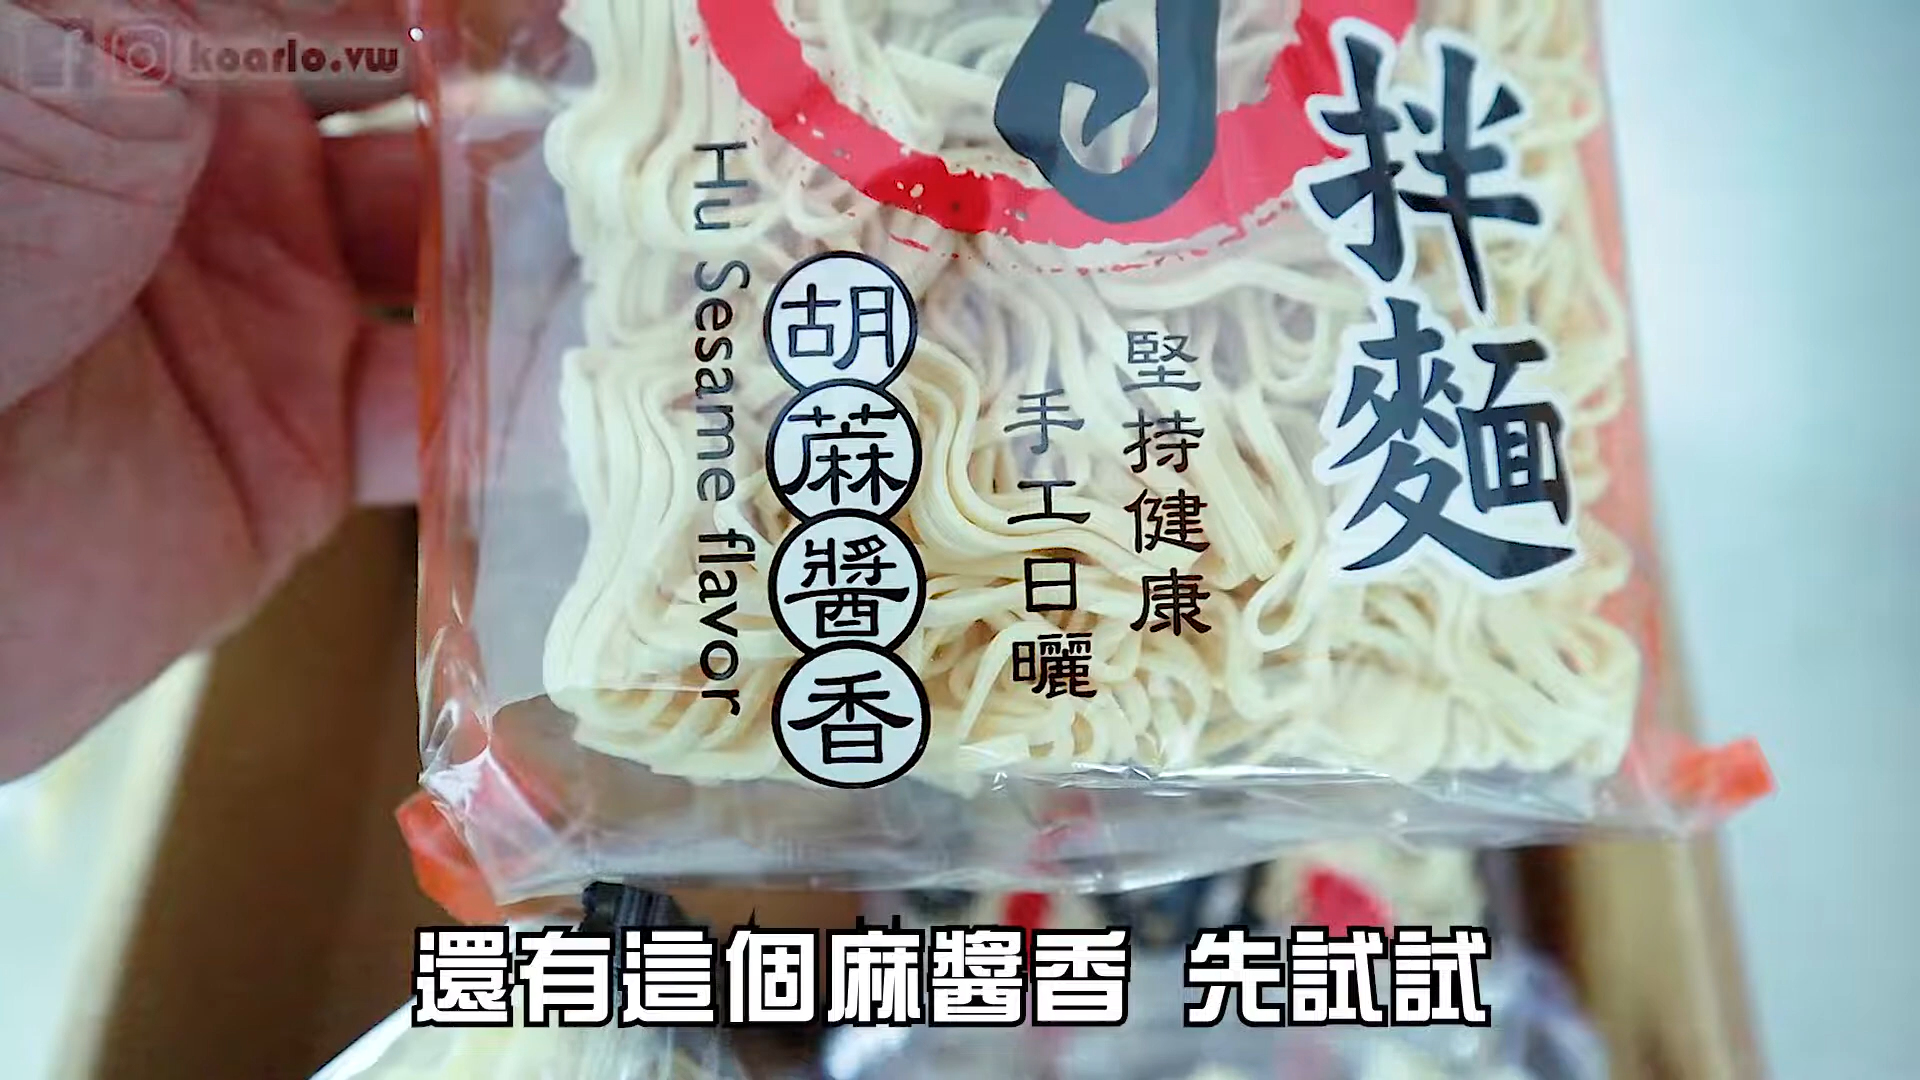 koarlo.vw
拌麵
堅持健康
手工日曬
胡蔴醬香
Hu Sesame flavor
還有這個麻醬香 先試試